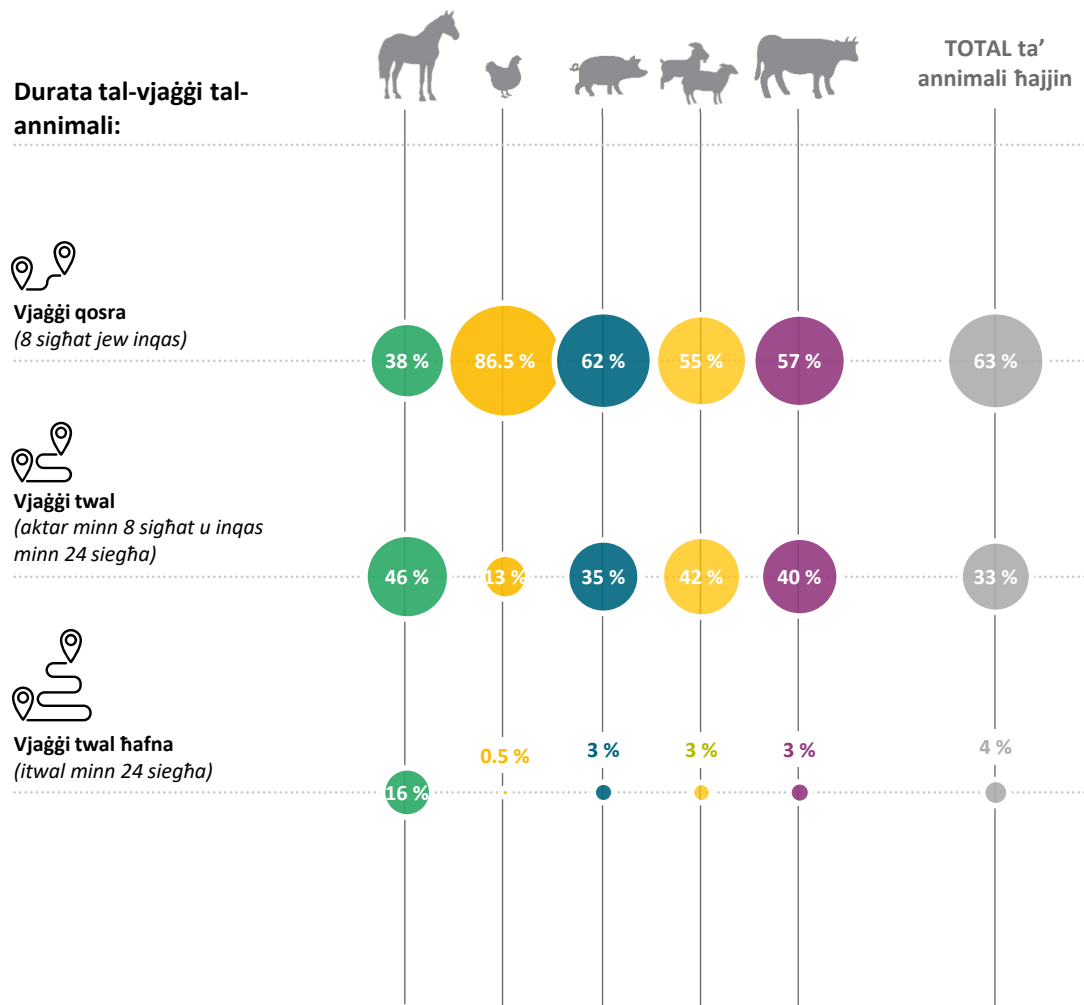 Durata tal-vjaġġi tal-
annimali:
TOTAL ta’
annimali ħajjin
Vjaġġi qosra
(8 sigħat jew inqas)
38 %
86.5 %
62 %
55 %
57 %
63 %
Vjaġġi twal
(aktar minn 8 sigħat u inqas
minn 24 siegħa)
46 %
13 %
35 %
42 %
40 %
33 %
Vjaġġi twal ħafna
(itwal minn 24 siegħa)
16 %
0.5 %
3 %
3 %
3 %
4 %